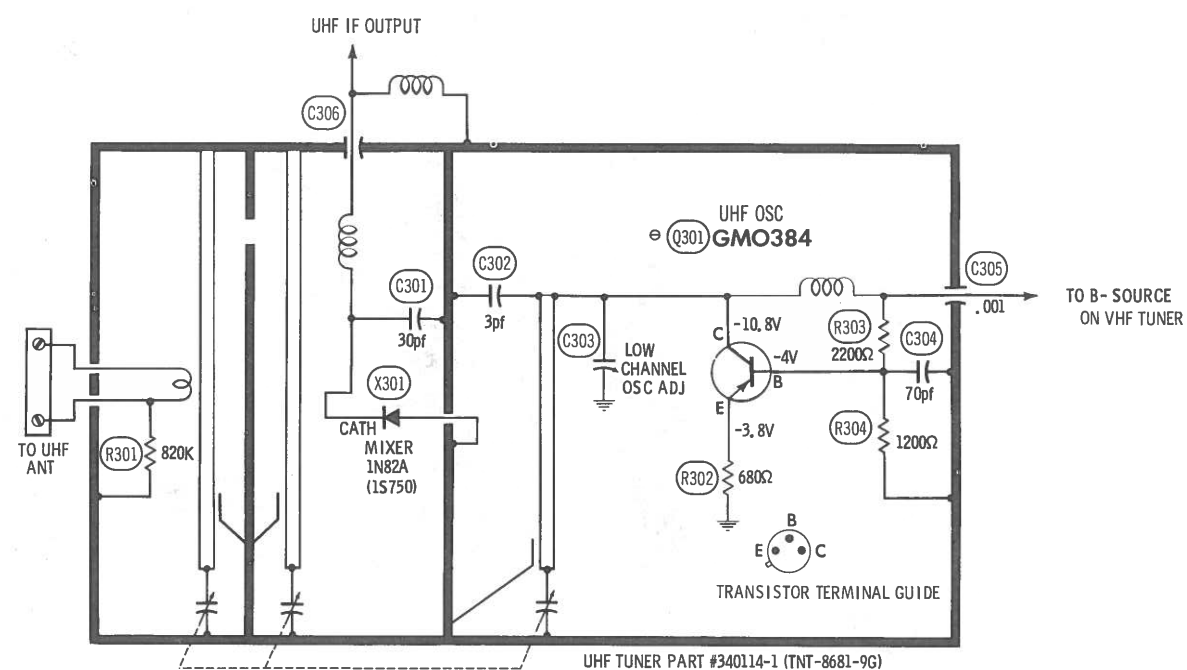 UHF IF OUTPUT
C306
UHF OSC
⊖ Q301 GMO384
C302
3pf
C301
30pf
C305
.001
TO B- SOURCE
ON VHF TUNER
C303
LOW
CHANNEL
OSC ADJ
-10.8V
C
-4V
B
E
-3.8V
R303
2200Ω
C304
70pf
R304
1200Ω
R302
680Ω
X301
CATH
MIXER
1N82A
(1S750)
TO UHF
ANT
R301
820K
B
E
C
TRANSISTOR TERMINAL GUIDE
UHF TUNER PART #340114-1 (TNT-8681-9G)